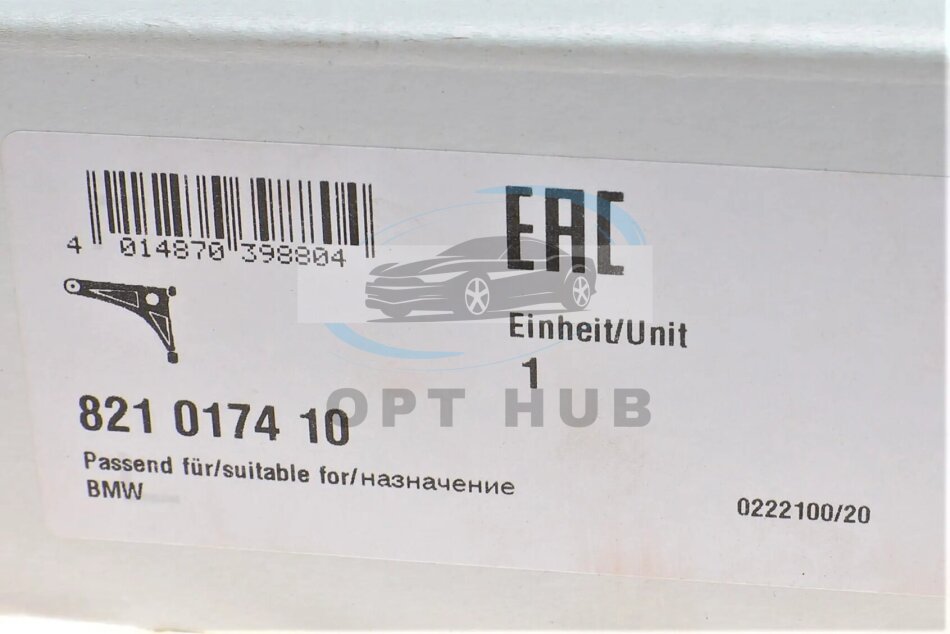 4 014870 398804
EAC
Einheit/Unit
1
OPT HUB
821 0174 10
Passend für/suitable for/назначение
BMW
0222100/20